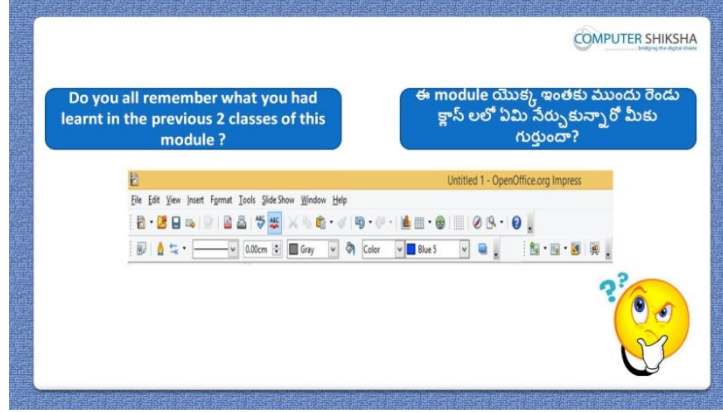 COMPUTER SHIKSHA
bridging the digital divide
Do you all remember what you had
learnt in the previous 2 classes of this
module ?
ఈ module యొక్క ఇంతకు ముందు రెండు
క్లాస్ లలో ఏమి నేర్చుకున్నారో మీకు
గుర్తుందా?
Untitled 1 - OpenOffice.org Impress
File Edit View Insert Format Tools Slide Show Window Help
0.00cm Gray Color Blue 5
??